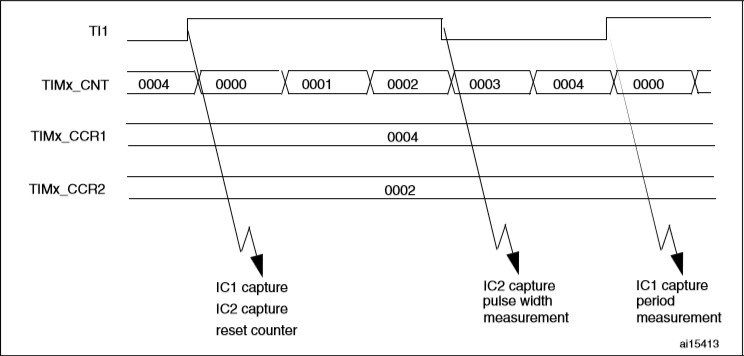 TI1
TIMx_CNT 0004 0000 0001 0002 0003 0004 0000
TIMx_CCR1 0004
TIMx_CCR2 0002
IC1 capture
IC2 capture
reset counter
IC2 capture
pulse width
measurement
IC1 capture
period
measurement
ai15413